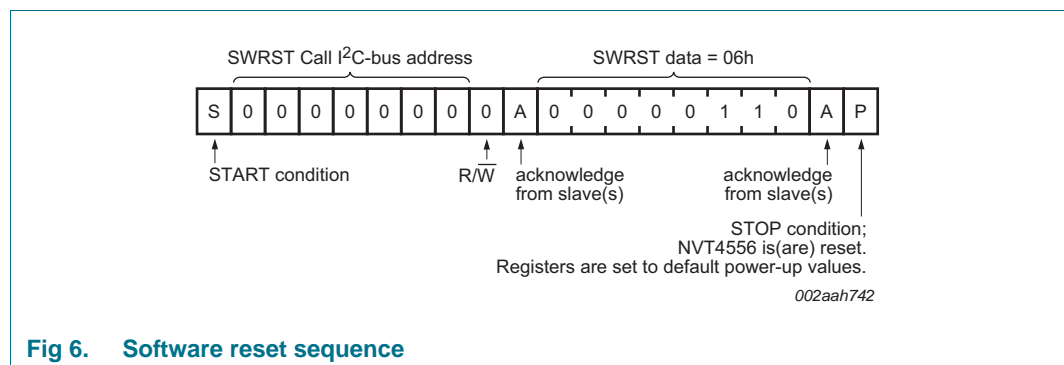 SWRST Call I2C-bus address SWRST data = 06h
S 0 0 0 0 0 0 0 0 A 0 0 0 0 0 1 1 0 A P
START condition R/W̅ acknowledge from slave(s) acknowledge from slave(s)
STOP condition;
NVT4556 is(are) reset.
Registers are set to default power-up values.
002aah742
Fig 6. Software reset sequence